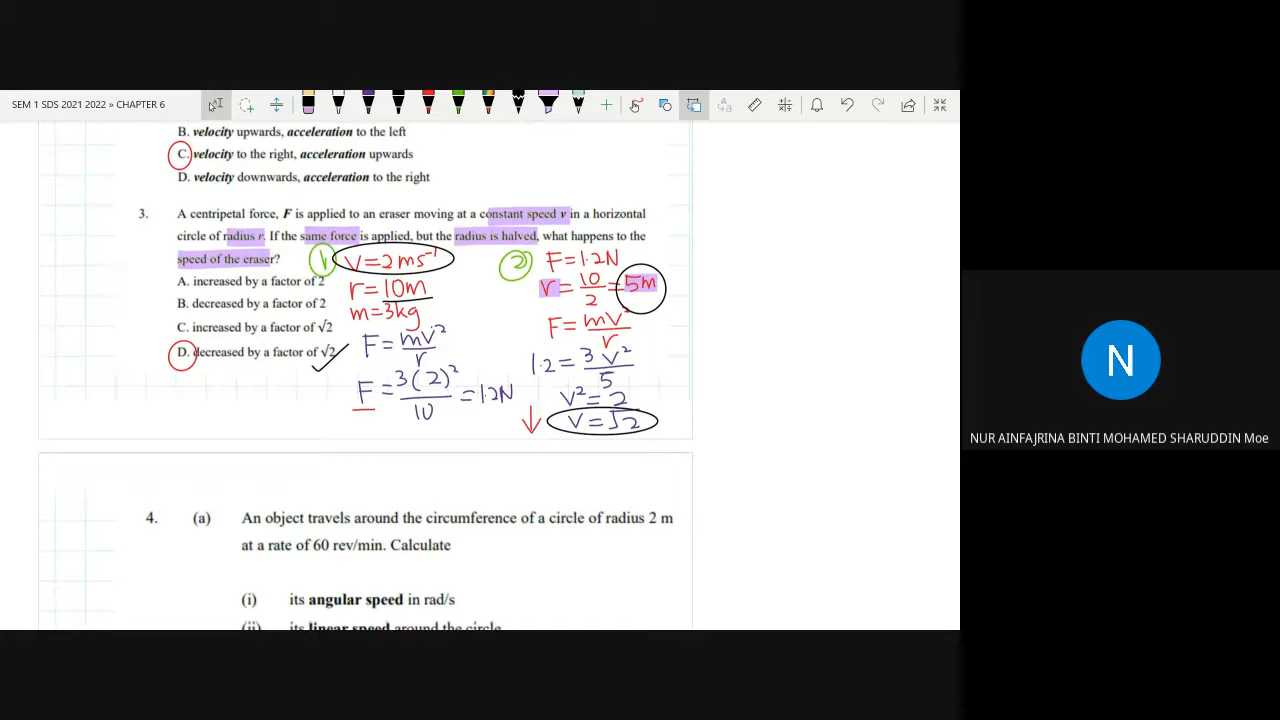 SEM 1 SDS 2021 2022 » CHAPTER 6
B. velocity upwards, acceleration to the left
C. velocity to the right, acceleration upwards
D. velocity downwards, acceleration to the right
3. A centripetal force, F is applied to an eraser moving at a constant speed v in a horizontal
circle of radius r. If the same force is applied, but the radius is halved, what happens to the
speed of the eraser?
A. increased by a factor of 2
B. decreased by a factor of 2
C. increased by a factor of √2
D. decreased by a factor of √2
1 V=2ms⁻¹
r=10m
m=3kg
F=mv²/r
F=3(2)²/10=1.2N
2 F=1.2N
r=10/2=5m
F=mv²/r
1.2=3v²/5
v²=2
↓ v=√2
4. (a) An object travels around the circumference of a circle of radius 2 m
at a rate of 60 rev/min. Calculate
(i) its angular speed in rad/s
(ii) its linear speed around the circle
N
NUR AINFAJRINA BINTI MOHAMED SHARUDDIN Moe